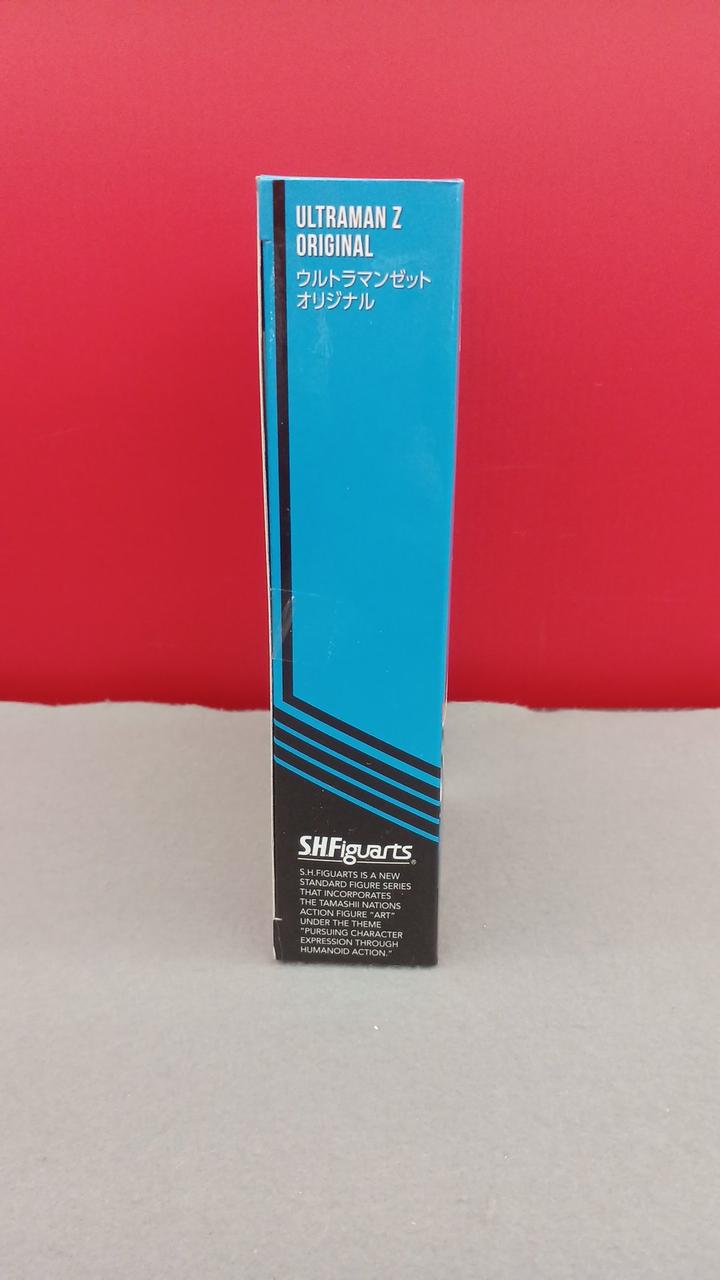 ULTRAMAN Z
ORIGINAL
ウルトラマンゼット
オリジナル
S.H.Figuarts®
S.H.FIGUARTS IS A NEW
STANDARD FIGURE SERIES
THAT INCORPORATES
THE TAMASHII NATIONS
ACTION FIGURE "ART"
UNDER THE THEME
"PURSUING CHARACTER
EXPRESSION THROUGH
HUMANOID ACTION."